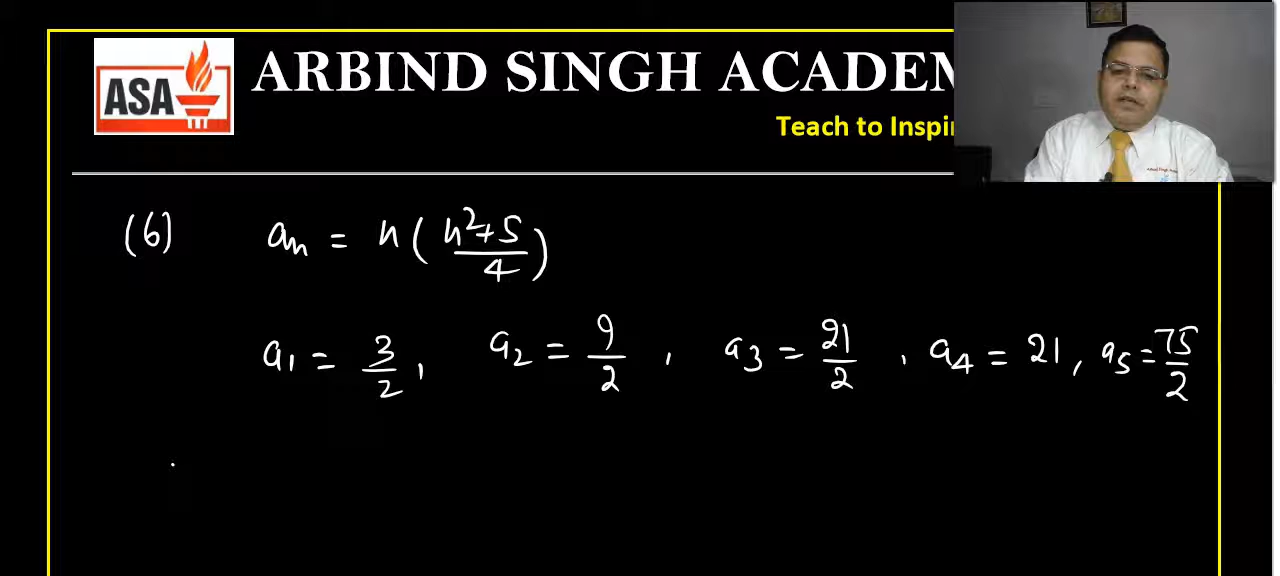 ASA
ARBIND SINGH ACADEM
Teach to Inspi
(6) aₙ = n ( n²+5 / 4 )
a₁ = 3/2 , a₂ = 9/2 , a₃ = 21/2 , a₄ = 21 , a₅ = 75/2